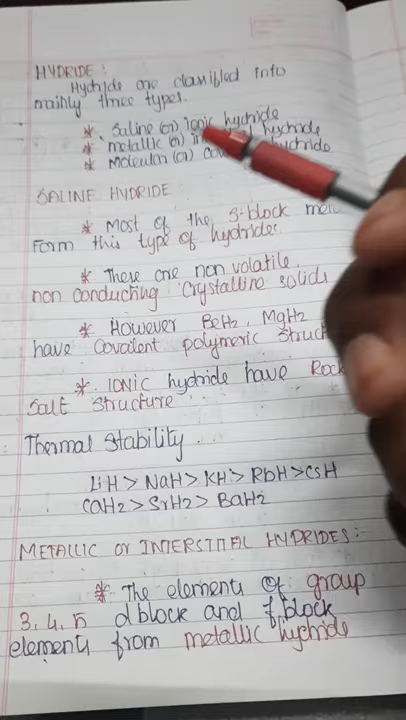 HYDRIDE:
Hydride are classified into
mainly three types.
* Saline (or) Ionic hydride
* metallic (or) hydride
* Molecular (or) hydride
SALINE HYDRIDE:
* Most of the S-block
Form this type of hydrides.
* These are non volatile,
non conducting crystalline solids
* However BeH2, MgH2
have Covalent polymeric
* IONIC hydride have Rock
Salt structure
Thermal Stability
LiH > NaH > KH > RbH > CsH
CaH2 > SrH2 > BaH2
METALLIC or INTERSTITIAL HYDRIDES:-
* The elements of group
3, 4, 5 d block and f block
elements from metallic hydride